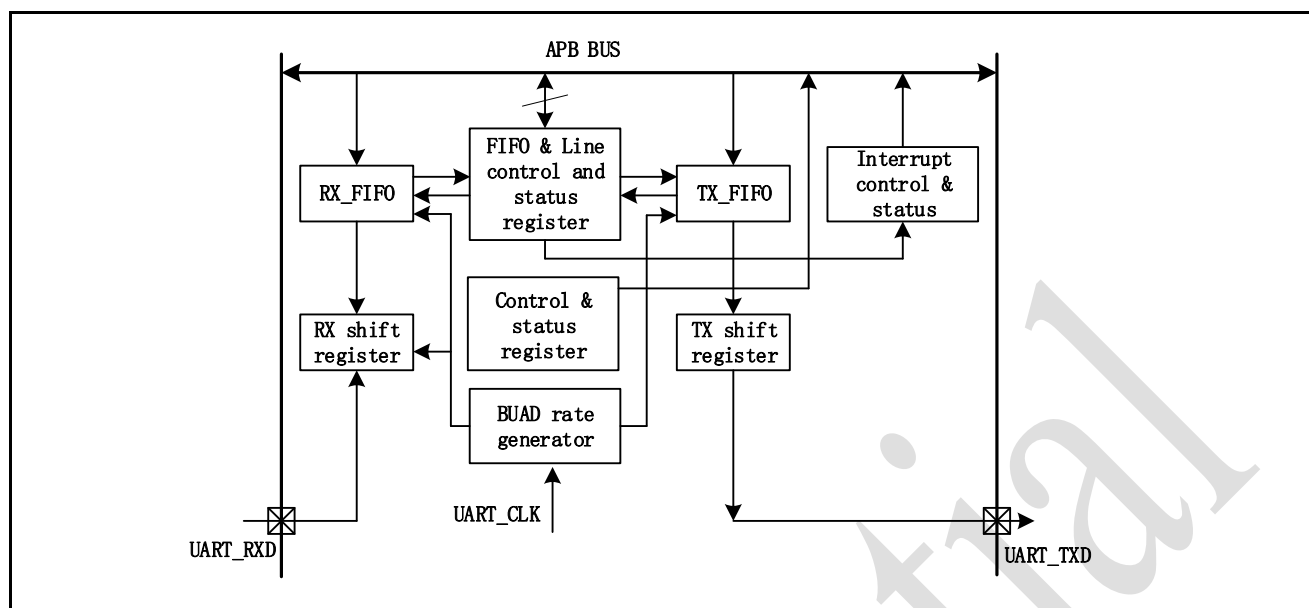 APB BUS
FIFO & Line
control and
status
register
RX_FIFO
TX_FIFO
Interrupt
control &
status
Control &
status
register
RX shift
register
TX shift
register
BUAD rate
generator
UART_CLK
UART_RXD
UART_TXD